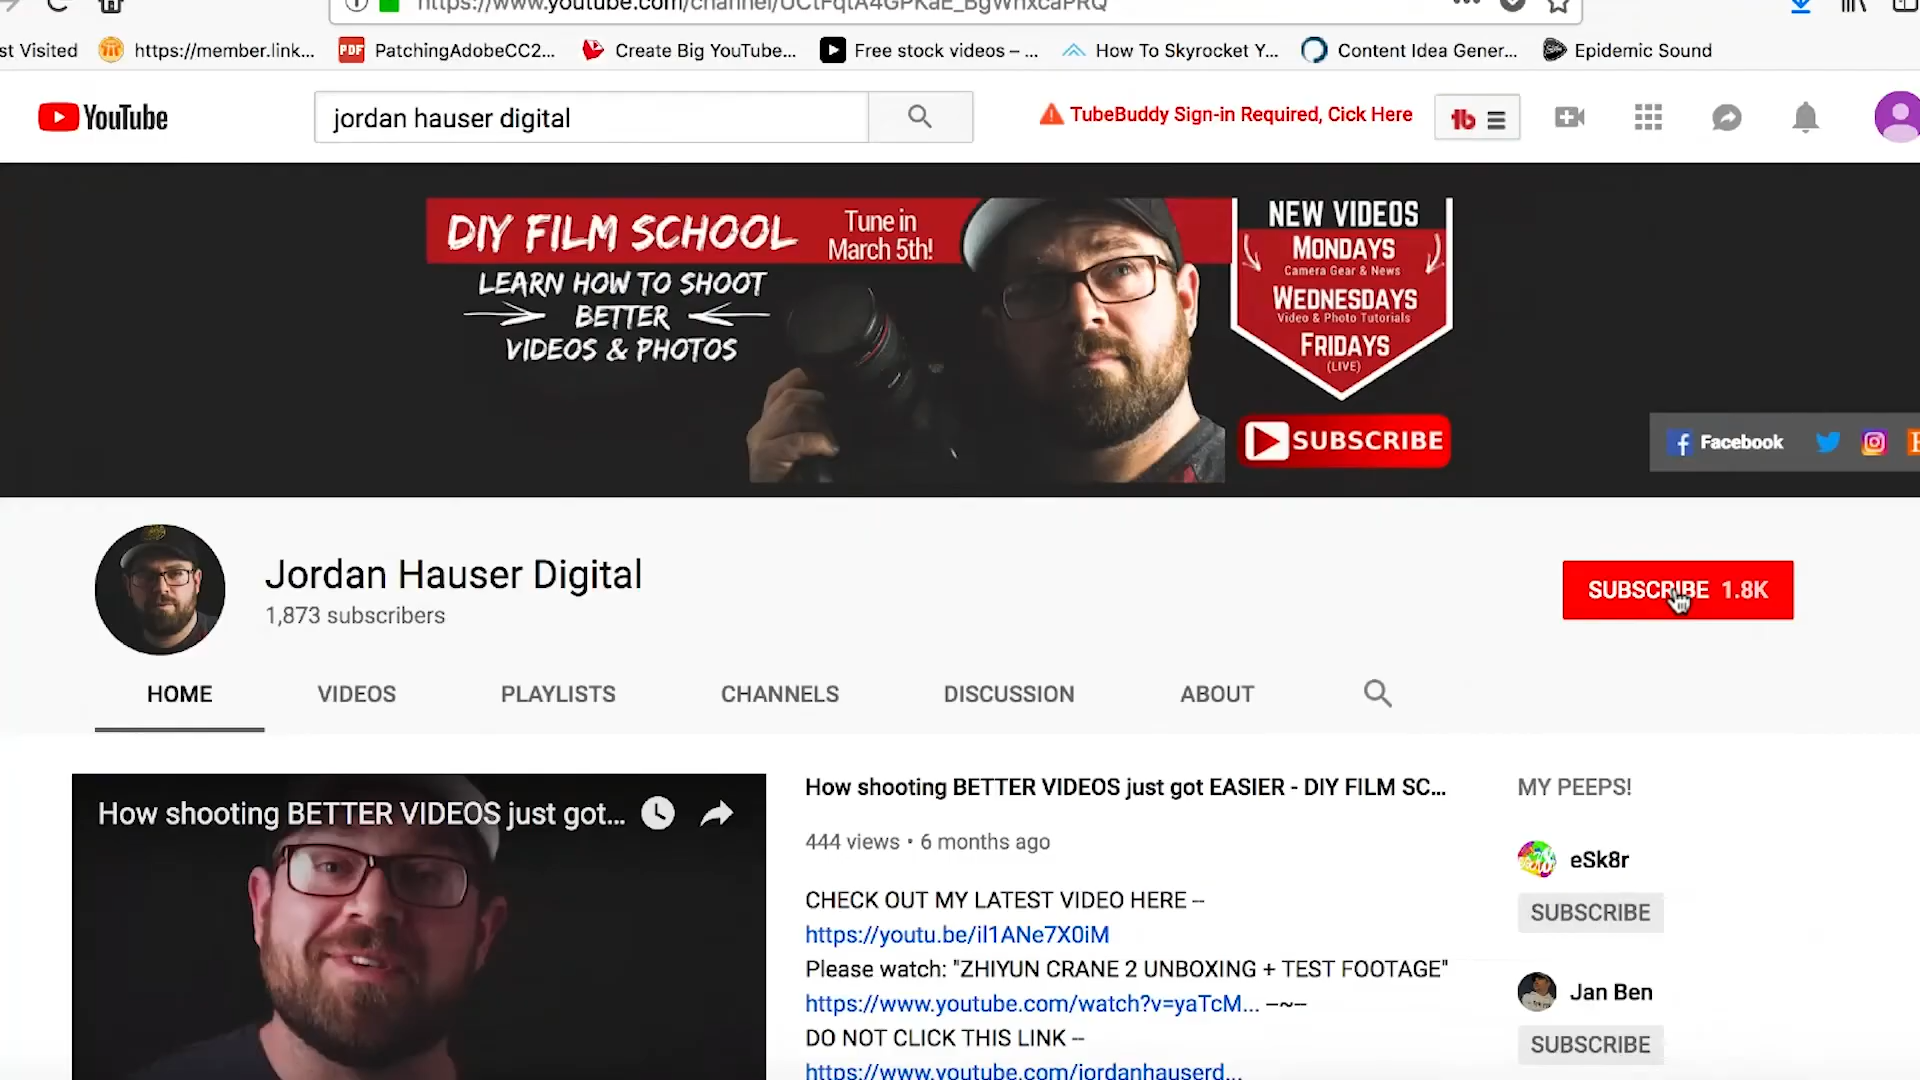 st Visited
https://member.link...
PatchingAdobeCC2...
Create Big YouTube...
Free stock videos – ...
How To Skyrocket Y...
Content Idea Gener...
Epidemic Sound
YouTube
jordan hauser digital
TubeBuddy Sign-in Required, Cick Here
tb
DIY FILM SCHOOL
Tune in
March 5th!
LEARN HOW TO SHOOT
BETTER
VIDEOS & PHOTOS
NEW VIDEOS
MONDAYS
Camera Gear & News
WEDNESDAYS
Video & Photo Tutorials
FRIDAYS
(LIVE)
SUBSCRIBE
Facebook
Jordan Hauser Digital
1,873 subscribers
SUBSCRIBE 1.8K
HOME
VIDEOS
PLAYLISTS
CHANNELS
DISCUSSION
ABOUT
How shooting BETTER VIDEOS just got...
How shooting BETTER VIDEOS just got EASIER - DIY FILM SC...
444 views • 6 months ago
CHECK OUT MY LATEST VIDEO HERE --
https://youtu.be/il1ANe7X0iM
Please watch: "ZHIYUN CRANE 2 UNBOXING + TEST FOOTAGE"
https://www.youtube.com/watch?v=yaTcM... --~--
DO NOT CLICK THIS LINK --
https://www.youtube.com/jordanhauserd...
MY PEEPS!
eSk8r
SUBSCRIBE
Jan Ben
SUBSCRIBE